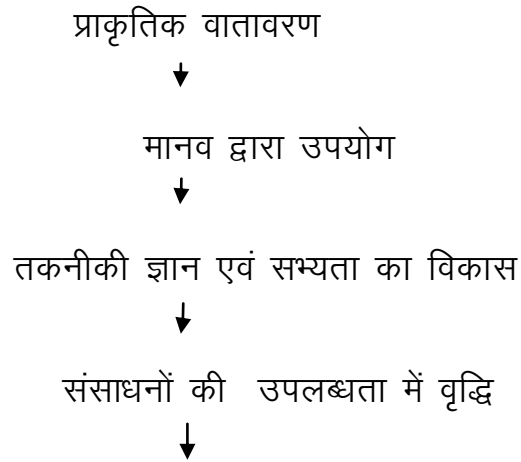 प्राकृतिक वातावरण
मानव द्वारा उपयोग
तकनीकी ज्ञान एवं सभ्यता का विकास
संसाधनों की उपलब्धता में वृद्धि